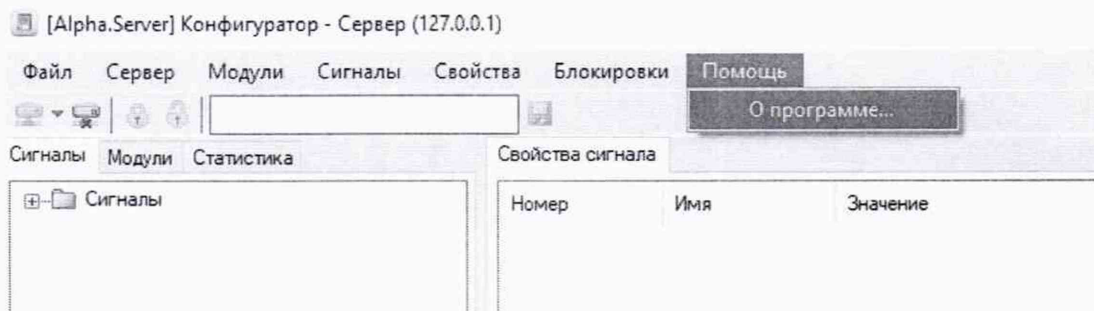 [Alpha.Server] Конфигуратор - Сервер (127.0.0.1)
Файл Сервер Модули Сигналы Свойства Блокировки Помощь
О программе...
Сигналы Модули Статистика Свойства сигнала
Сигналы Номер Имя Значение